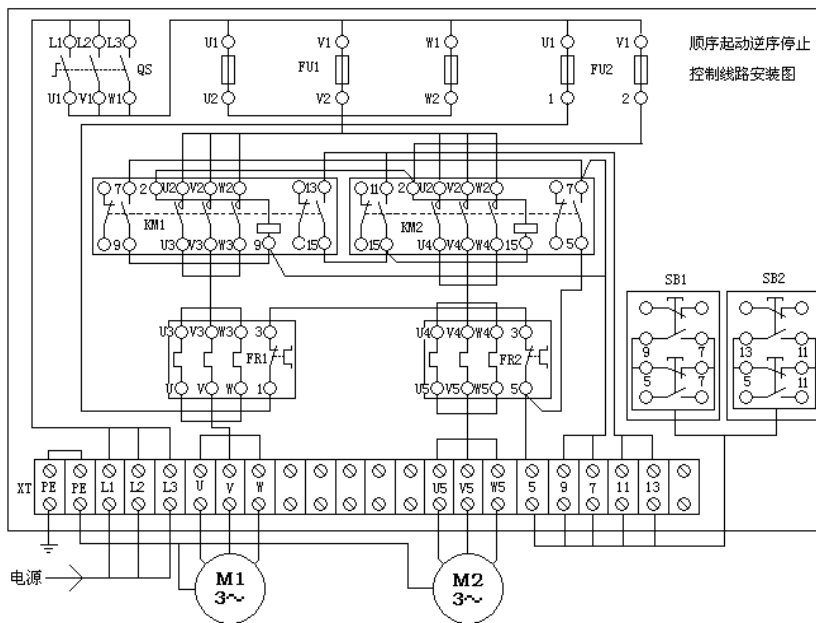 L1 L2 L3 QS
U1 V1 W1
U1 V1 W1 U1 V1
FU1 FU2
U2 V2 W2 1 2
顺序起动逆序停止
控制线路安装图
7 2 U2 V2 W2 13
KM1
9 U3 V3 W3 9 15
11 2 U2 V2 W2 7
KM2
15 U4 V4 W4 15 5
SB1
9 7
5 7
SB2
13 11
5 11
U3 V3 W3 3
FR1
U V W 1
U4 V4 W4 3
FR2
U5 V5 W5 5
XT PE PE L1 L2 L3 U V W U5 V5 W5 5 9 7 11 13
电源
M1
3～
M2
3～